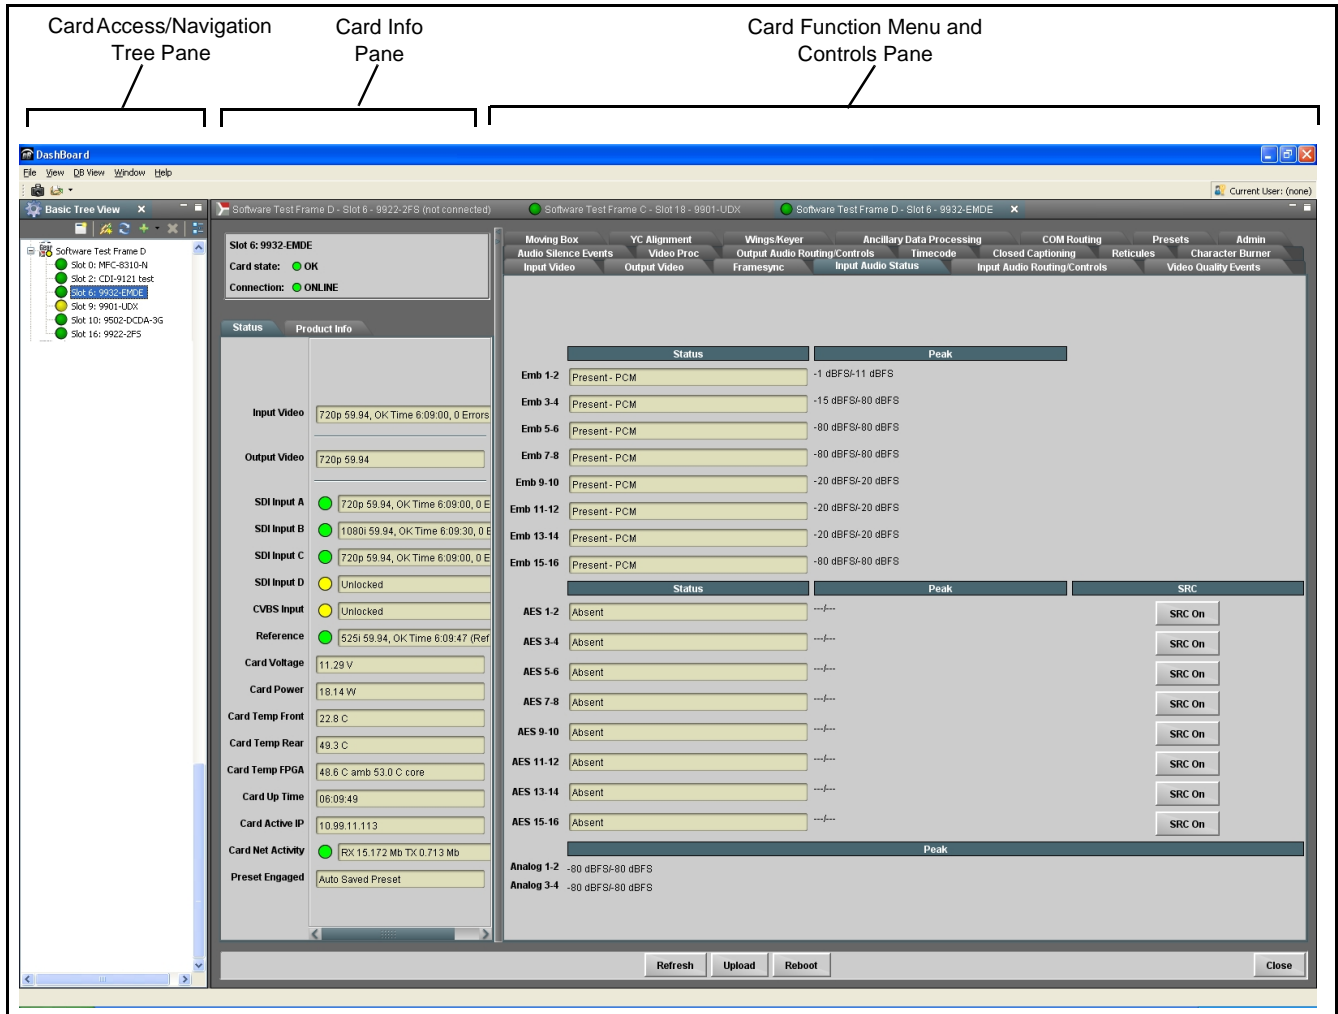 Card Access/Navigation
Tree Pane
Card Info
Pane
Card Function Menu and
Controls Pane
DashBoard
File View DB View Window Help
Current User: (none)
Basic Tree View X
Software Test Frame D
Slot 0: MFC-8310-N
Slot 2: CDI-9121 test
Slot 6: 9932-EMDE
Slot 9: 9901-UDX
Slot 10: 9502-DCDA-3G
Slot 16: 9922-2FS
Software Test Frame D - Slot 6 - 9922-2FS (not connected)
Software Test Frame C - Slot 18 - 9901-UDX
Software Test Frame D - Slot 6 - 9932-EMDE X
Slot 6: 9932-EMDE
Card state: OK
Connection: ONLINE
Status Product Info
Input Video 720p 59.94, OK Time 6:09:00, 0 Errors
Output Video 720p 59.94
SDI Input A 720p 59.94, OK Time 6:09:00, 0 E
SDI Input B 1080i 59.94, OK Time 6:09:30, 0 E
SDI Input C 720p 59.94, OK Time 6:09:00, 0 E
SDI Input D Unlocked
CVBS Input Unlocked
Reference 525i 59.94, OK Time 6:09:47 (Ref
Card Voltage 11.29 V
Card Power 18.14 W
Card Temp Front 22.8 C
Card Temp Rear 49.3 C
Card Temp FPGA 48.6 C amb 53.0 C core
Card Up Time 06:09:49
Card Active IP 10.99.11.113
Card Net Activity RX 15.172 Mb TX 0.713 Mb
Preset Engaged Auto Saved Preset
Moving Box YC Alignment Wings/Keyer Ancillary Data Processing COM Routing Presets Admin
Audio Silence Events Video Proc Output Audio Routing/Controls Timecode Closed Captioning Reticules Character Burner
Input Video Output Video Framesync Input Audio Status Input Audio Routing/Controls Video Quality Events
Status Peak
Emb 1-2 Present - PCM -1 dBFS/-11 dBFS
Emb 3-4 Present - PCM -15 dBFS/-80 dBFS
Emb 5-6 Present - PCM -80 dBFS/-80 dBFS
Emb 7-8 Present - PCM -80 dBFS/-80 dBFS
Emb 9-10 Present - PCM -20 dBFS/-20 dBFS
Emb 11-12 Present - PCM -20 dBFS/-20 dBFS
Emb 13-14 Present - PCM -20 dBFS/-20 dBFS
Emb 15-16 Present - PCM -80 dBFS/-80 dBFS
Status Peak SRC
AES 1-2 Absent ---/--- SRC On
AES 3-4 Absent ---/--- SRC On
AES 5-6 Absent ---/--- SRC On
AES 7-8 Absent ---/--- SRC On
AES 9-10 Absent ---/--- SRC On
AES 11-12 Absent ---/--- SRC On
AES 13-14 Absent ---/--- SRC On
AES 15-16 Absent ---/--- SRC On
Peak
Analog 1-2 -80 dBFS/-80 dBFS
Analog 3-4 -80 dBFS/-80 dBFS
Refresh Upload Reboot Close